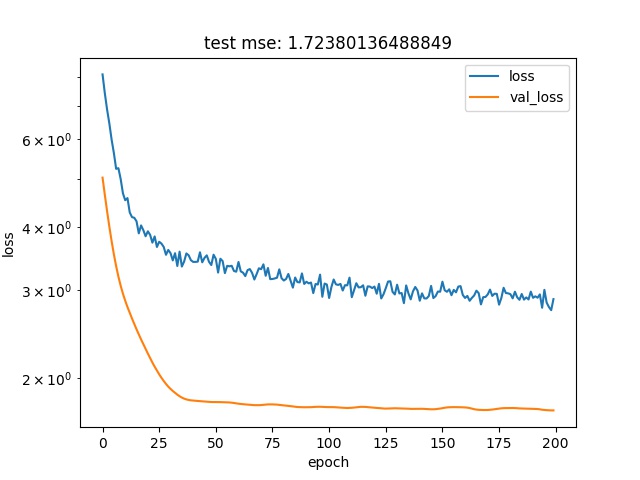 test mse: 1.72380136488849
loss
val_loss
6 × 10⁰
4 × 10⁰
3 × 10⁰
2 × 10⁰
loss
0 25 50 75 100 125 150 175 200
epoch